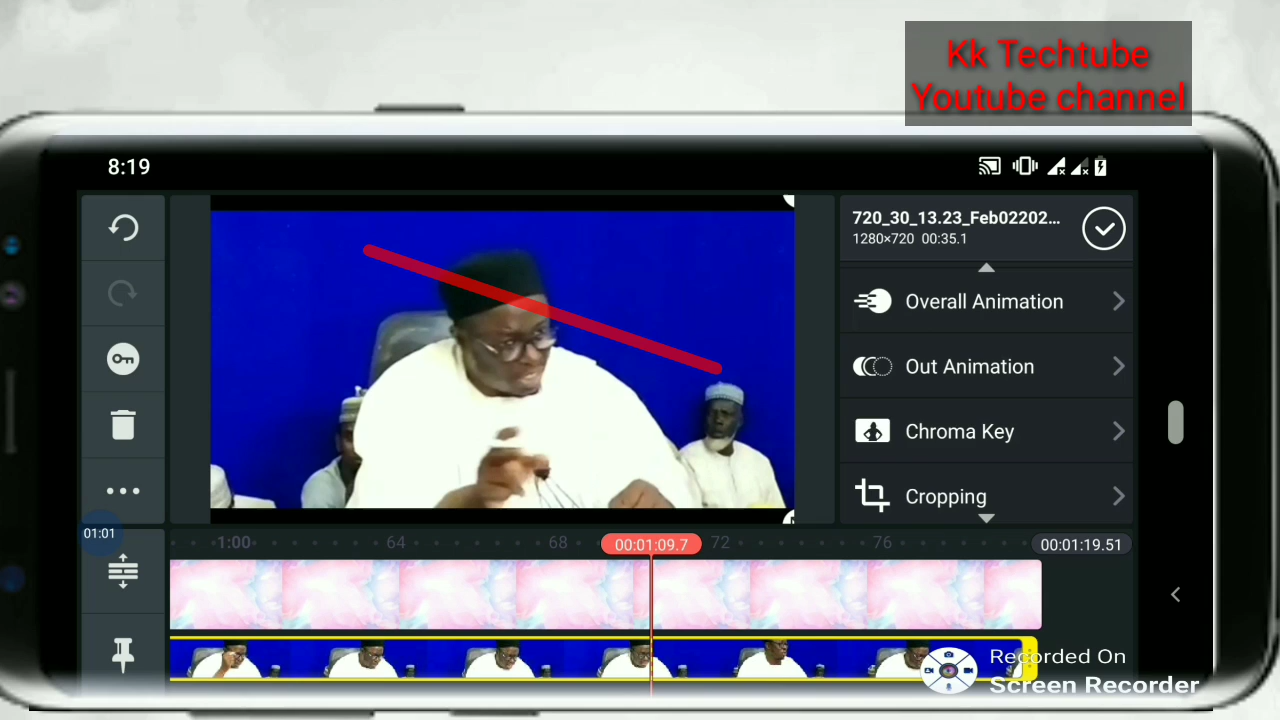 Kk Techtube
Youtube channel
8:19
720_30_13.23_Feb02202...
1280×720 00:35.1
Overall Animation
Out Animation
Chroma Key
Cropping
01:01
1:00 64 68 00:01:09.7 72 76 00:01:19.51
Recorded On
Screen Recorder